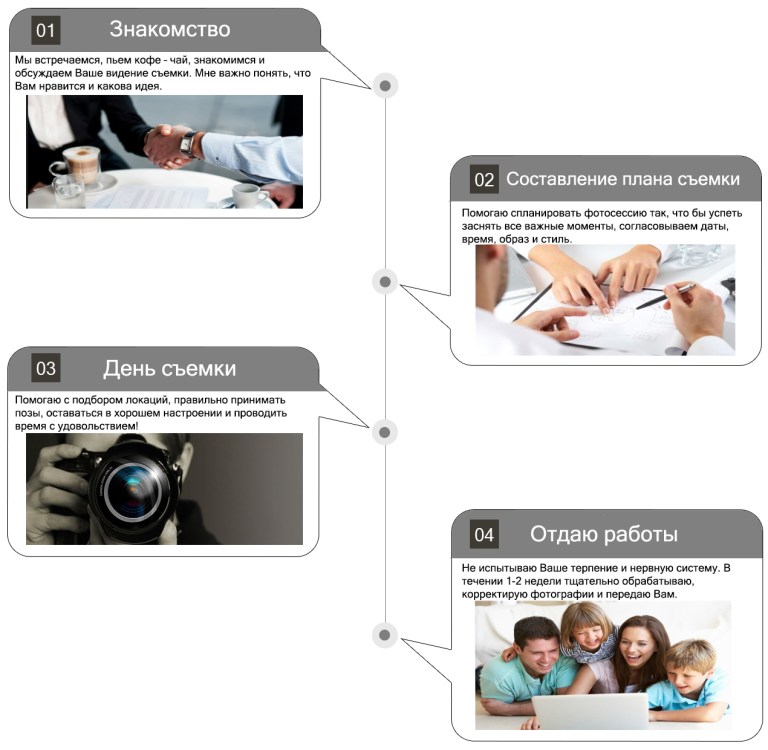 01 Знакомство
Мы встречаемся, пьем кофе - чай, знакомимся и
обсуждаем Ваше видение съемки. Мне важно понять, что
Вам нравится и какова идея.
02 Составление плана съемки
Помогаю спланировать фотосессию так, что бы успеть
заснять все важные моменты, согласовываем даты,
время, образ и стиль.
03 День съемки
Помогаю с подбором локаций, правильно принимать
позы, оставаться в хорошем настроении и проводить
время с удовольствием!
04 Отдаю работы
Не испытываю Ваше терпение и нервную систему. В
течении 1-2 недели тщательно обрабатываю,
корректирую фотографии и передаю Вам.